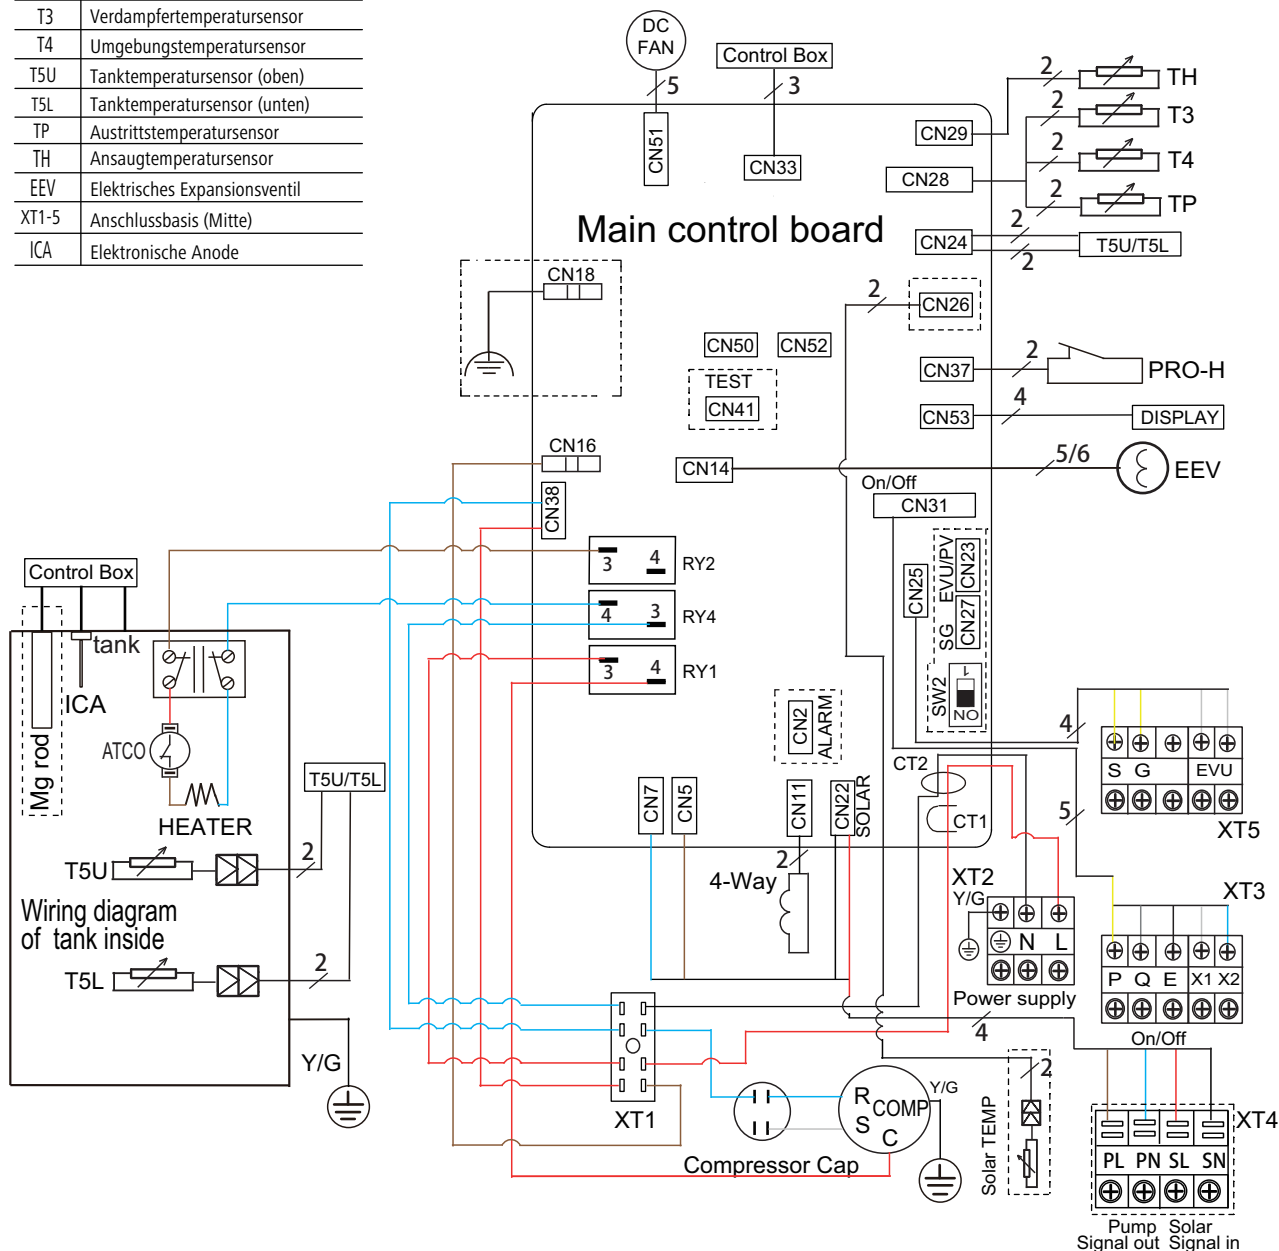 T3 Verdampfertemperatursensor
T4 Umgebungstemperatursensor
T5U Tanktemperatursensor (oben)
T5L Tanktemperatursensor (unten)
TP Austrittstemperatursensor
TH Ansaugtemperatursensor
EEV Elektrisches Expansionsventil
XT1-5 Anschlussbasis (Mitte)
ICA Elektronische Anode
DC
FAN
5
Control Box
3
CN51
CN33
Main control board
CN29
2
TH
CN28
2
T3
2
T4
2
TP
CN24
2
2
T5U/T5L
CN18
2
CN26
CN50
CN52
TEST
CN41
CN37
2
PRO-H
CN53
4
DISPLAY
CN16
CN14
5/6
EEV
CN38
On/Off
CN31
3
4
RY2
4
3
RY4
3
4
RY1
CN25
EVU/PV
CN23
SG
CN27
SW2
1
ON
CN2
ALARM
CN7
CN5
CN11
CN22
SOLAR
CT2
CT1
2
4-Way
Control Box
tank
ICA
Mg rod
ATCO
HEATER
T5U/T5L
T5U
2
Wiring diagram
of tank inside
T5L
2
Y/G
4
S G EVU
XT5
5
XT2
Y/G
N L
Power supply
XT3
P Q E X1 X2
On/Off
4
XT1
R
S
C
COMP
Y/G
Compressor Cap
2
Solar TEMP
XT4
PL PN SL SN
Pump Solar
Signal out Signal in